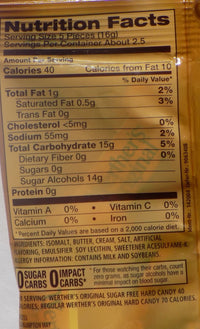 Nutrition Facts
Serving Size 5 Pieces (16g)
Servings Per Container About 2.5
Amount Per Serving
Calories 40 Calories from Fat 10
% Daily Value*
Total Fat 1g 2%
Saturated Fat 0.5g 3%
Trans Fat 0g
Cholesterol <5mg 0%
Sodium 55mg 2%
Total Carbohydrate 15g 5%
Dietary Fiber 0g 0%
Sugars 0g
Sugar Alcohols 14g
Protein 0g
Vitamin A 0% • Vitamin C 0%
Calcium 0% • Iron 0%
*Percent Daily Values are based on a 2,000 calorie diet.
INGREDIENTS: ISOMALT, BUTTER, CREAM, SALT, ARTIFICIAL
FLAVORING, EMULSIFIER SOY LECITHIN, SWEETENER ACESULFAME-K.
ALLERGY INFORMATION: CONTAINS MILK AND SOYBEANS.
0 SUGAR CARBS 0 IMPACT CARBS*
* For those watching their carbs, count
med grams, as sugar alcohols have a
minimal impact on blood sugar.
SERVING: WERTHER'S ORIGINAL SUGAR FREE HARD CANDY 40
CALORIES; REGULAR WERTHER'S ORIGINAL HARD CANDY 70 CALORIES.